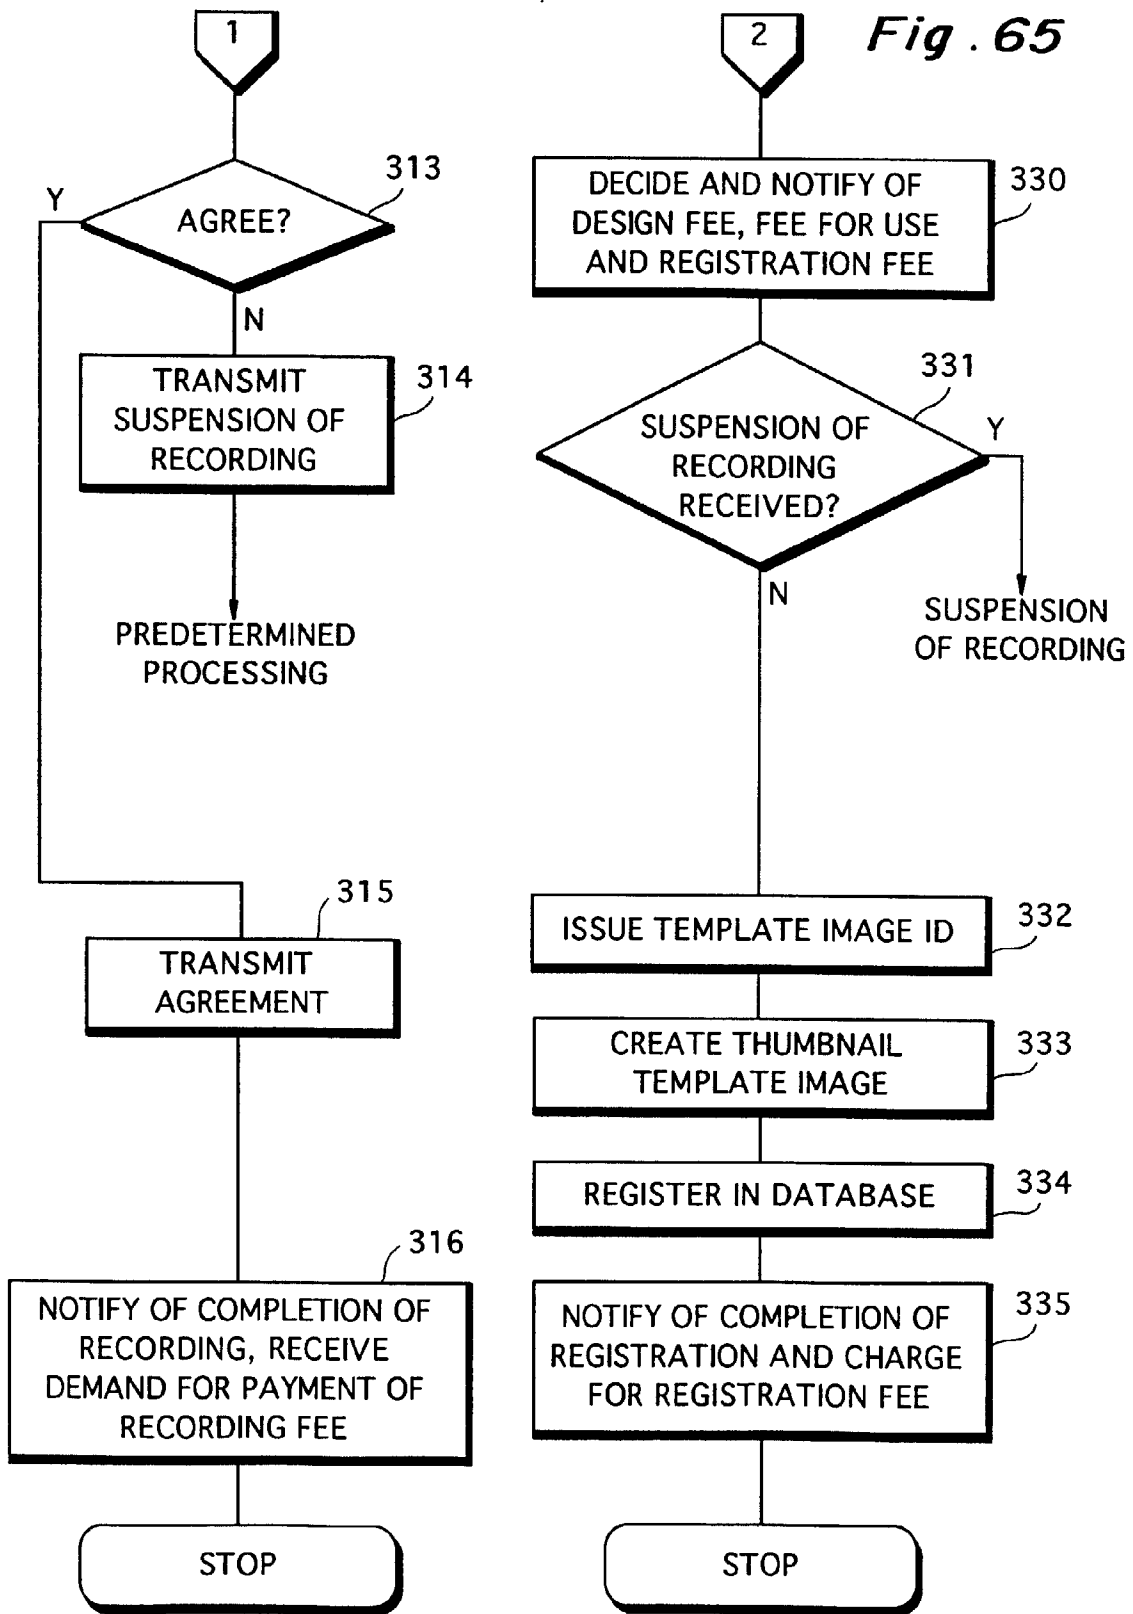 Fig. 65
1
313
Y
AGREE?
N
314
TRANSMIT
SUSPENSION OF
RECORDING
PREDETERMINED
PROCESSING
315
TRANSMIT
AGREEMENT
316
NOTIFY OF COMPLETION OF
RECORDING, RECEIVE
DEMAND FOR PAYMENT OF
RECORDING FEE
STOP
2
330
DECIDE AND NOTIFY OF
DESIGN FEE, FEE FOR USE
AND REGISTRATION FEE
331
SUSPENSION OF
RECORDING
RECEIVED?
Y
N
SUSPENSION
OF RECORDING
332
ISSUE TEMPLATE IMAGE ID
333
CREATE THUMBNAIL
TEMPLATE IMAGE
334
REGISTER IN DATABASE
335
NOTIFY OF COMPLETION OF
REGISTRATION AND CHARGE
FOR REGISTRATION FEE
STOP